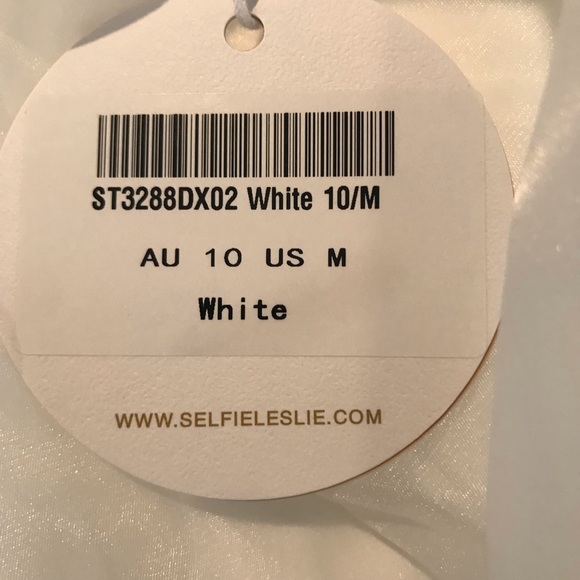 ST3288DX02 White 10/M
AU 10 US M
White
WWW.SELFIELESLIE.COM